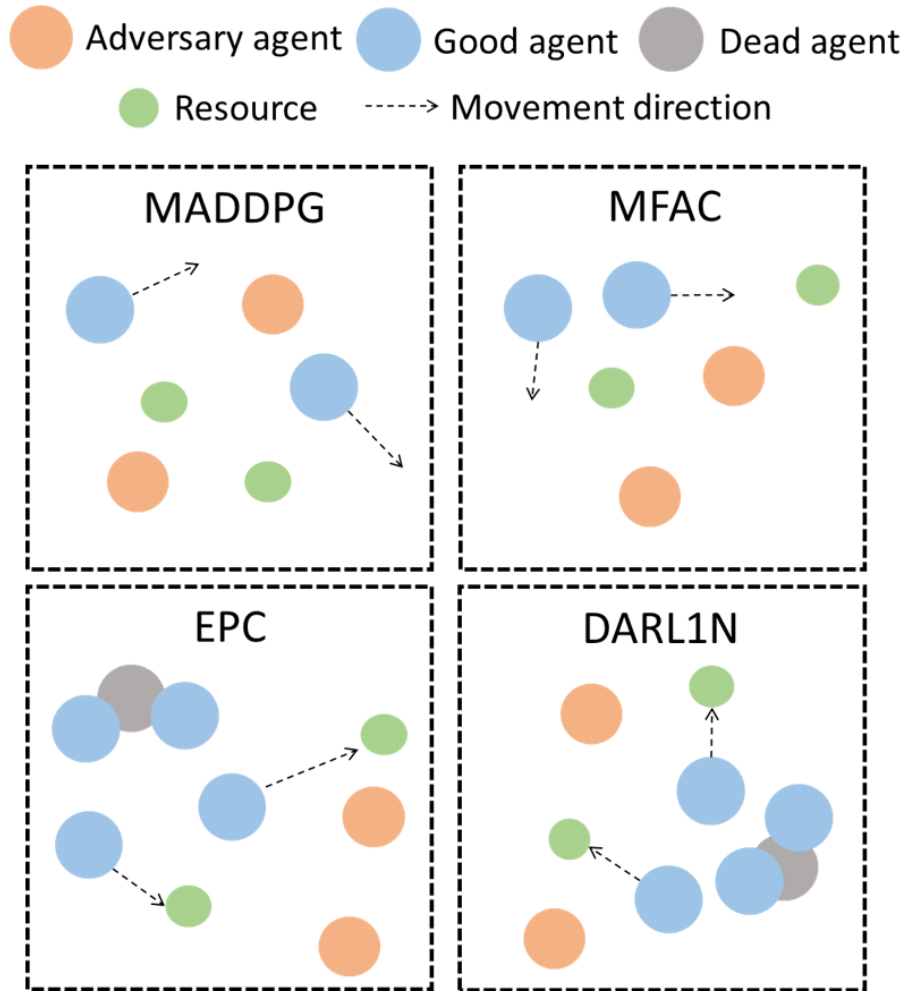 Adversary agent Good agent Dead agent
Resource Movement direction
MADDPG
MFAC
EPC
DARL1N